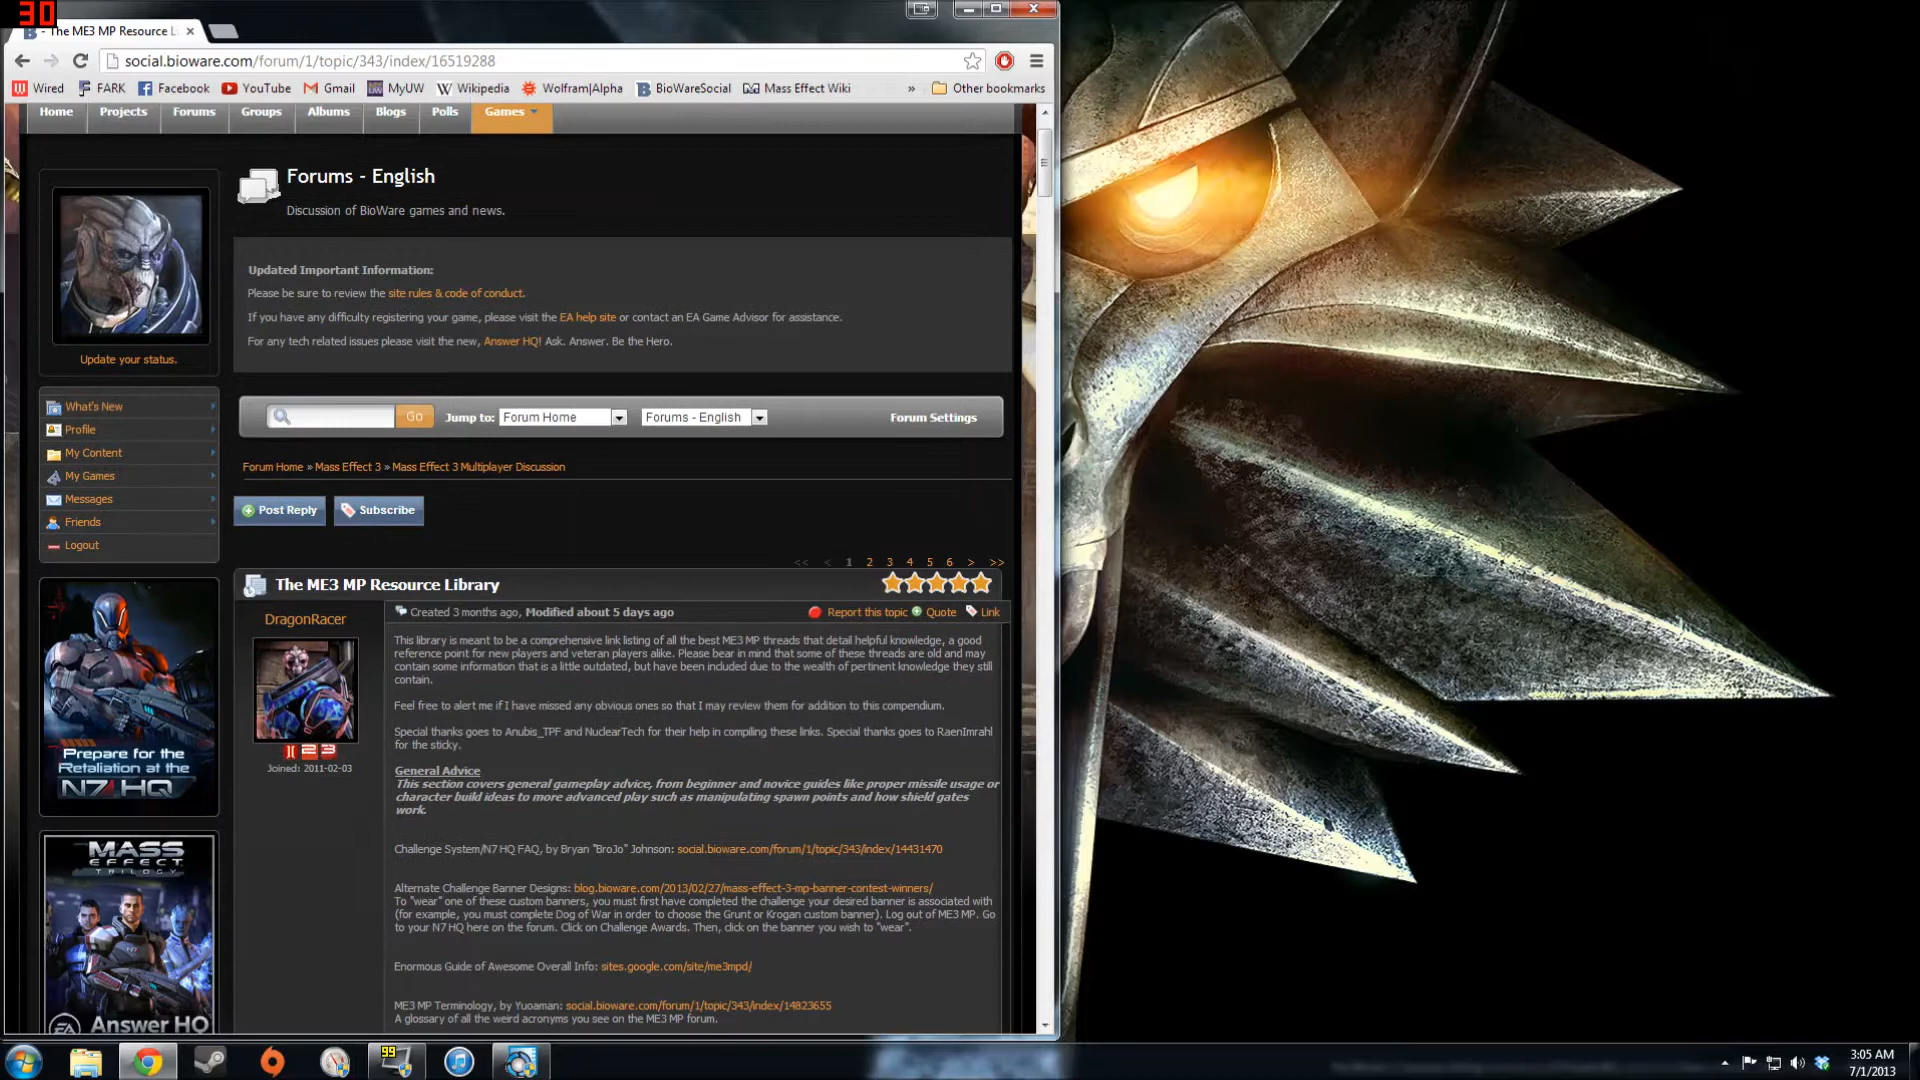 30
- The ME3 MP Resource Li
social.bioware.com/forum/1/topic/343/index/16519288
Wired FARK Facebook YouTube Gmail MyUW Wikipedia Wolfram|Alpha BioWareSocial Mass Effect Wiki » Other bookmarks
Home Projects Forums Groups Albums Blogs Polls Games
Forums - English
Discussion of BioWare games and news.
Updated Important Information:
Please be sure to review the site rules & code of conduct.
If you have any difficulty registering your game, please visit the EA help site or contact an EA Game Advisor for assistance.
For any tech related issues please visit the new, Answer HQ! Ask. Answer. Be the Hero.
Update your status.
What's New
Profile
My Content
My Games
Messages
Friends
Logout
Go Jump to: Forum Home Forums - English Forum Settings
Forum Home » Mass Effect 3 » Mass Effect 3 Multiplayer Discussion
Post Reply Subscribe
<< < 1 2 3 4 5 6 > >>
The ME3 MP Resource Library
DragonRacer
Joined: 2011-02-03
Created 3 months ago, Modified about 5 days ago Report this topic Quote Link
This library is meant to be a comprehensive link listing of all the best ME3 MP threads that detail helpful knowledge, a good
reference point for new players and veteran players alike. Please bear in mind that some of these threads are old and may
contain some information that is a little outdated, but have been included due to the wealth of pertinent knowledge they still
contain.
Feel free to alert me if I have missed any obvious ones so that I may review them for addition to this compendium.
Special thanks goes to Anubis_TPF and NuclearTech for their help in compiling these links. Special thanks goes to RaenImrahl
for the sticky.
General Advice
This section covers general gameplay advice, from beginner and novice guides like proper missile usage or
character build ideas to more advanced play such as manipulating spawn points and how shield gates
work.
Challenge System/N7 HQ FAQ, by Bryan "BroJo" Johnson: social.bioware.com/forum/1/topic/343/index/14431470
Alternate Challenge Banner Designs: blog.bioware.com/2013/02/27/mass-effect-3-mp-banner-contest-winners/
To "wear" one of these custom banners, you must first have completed the challenge your desired banner is associated with
(for example, you must complete Dog of War in order to choose the Grunt or Krogan custom banner). Log out of ME3 MP. Go
to your N7 HQ here on the forum. Click on Challenge Awards. Then, click on the banner you wish to "wear".
Enormous Guide of Awesome Overall Info: sites.google.com/site/me3mpd/
ME3 MP Terminology, by Yuoaman: social.bioware.com/forum/1/topic/343/index/14823655
A glossary of all the weird acronyms you see on the ME3 MP forum.
Prepare for the
Retaliation at the
N7 HQ
MASS
EFFECT
TRILOGY
EA Answer HQ
99
3:05 AM
7/1/2013